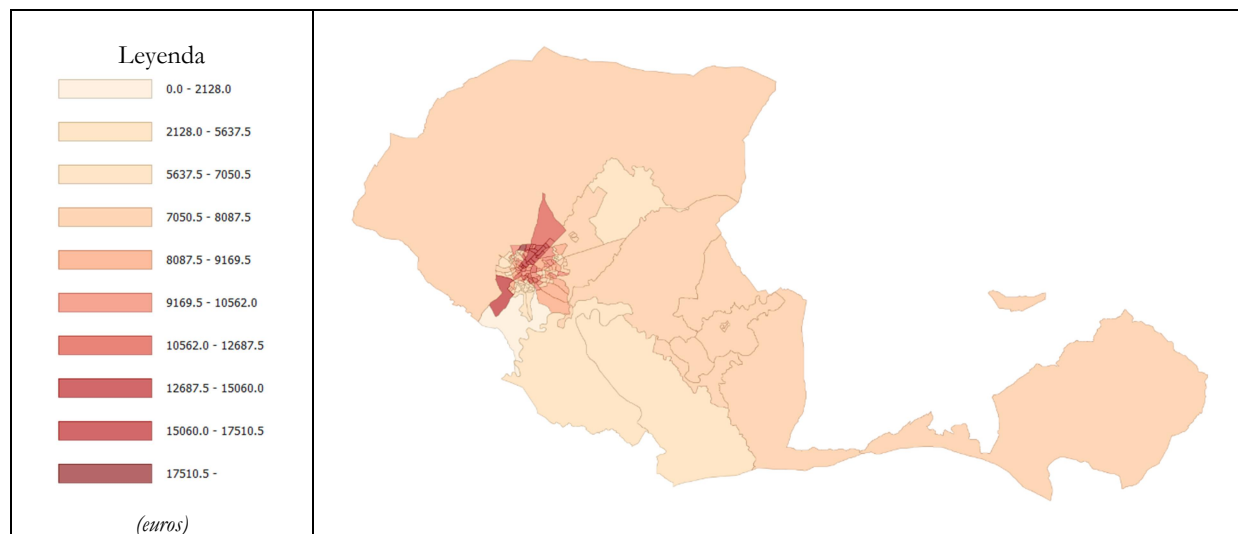 Leyenda
0.0 - 2128.0
2128.0 - 5637.5
5637.5 - 7050.5
7050.5 - 8087.5
8087.5 - 9169.5
9169.5 - 10562.0
10562.0 - 12687.5
12687.5 - 15060.0
15060.0 - 17510.5
17510.5 -
(euros)